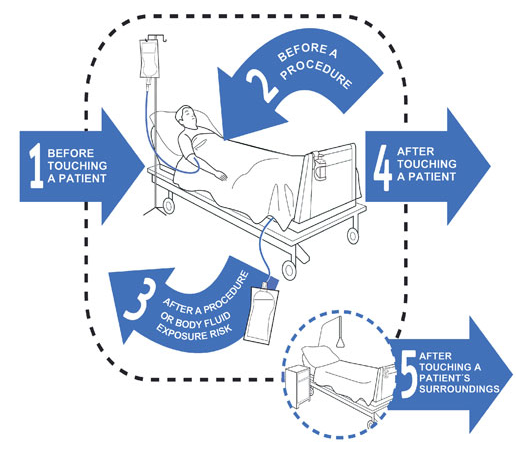 1 BEFORE
TOUCHING
A PATIENT
2 BEFORE A
PROCEDURE
3 AFTER A PROCEDURE
OR BODY FLUID
EXPOSURE RISK
4 AFTER
TOUCHING
A PATIENT
5 AFTER
TOUCHING A
PATIENT´S
SURROUNDINGS